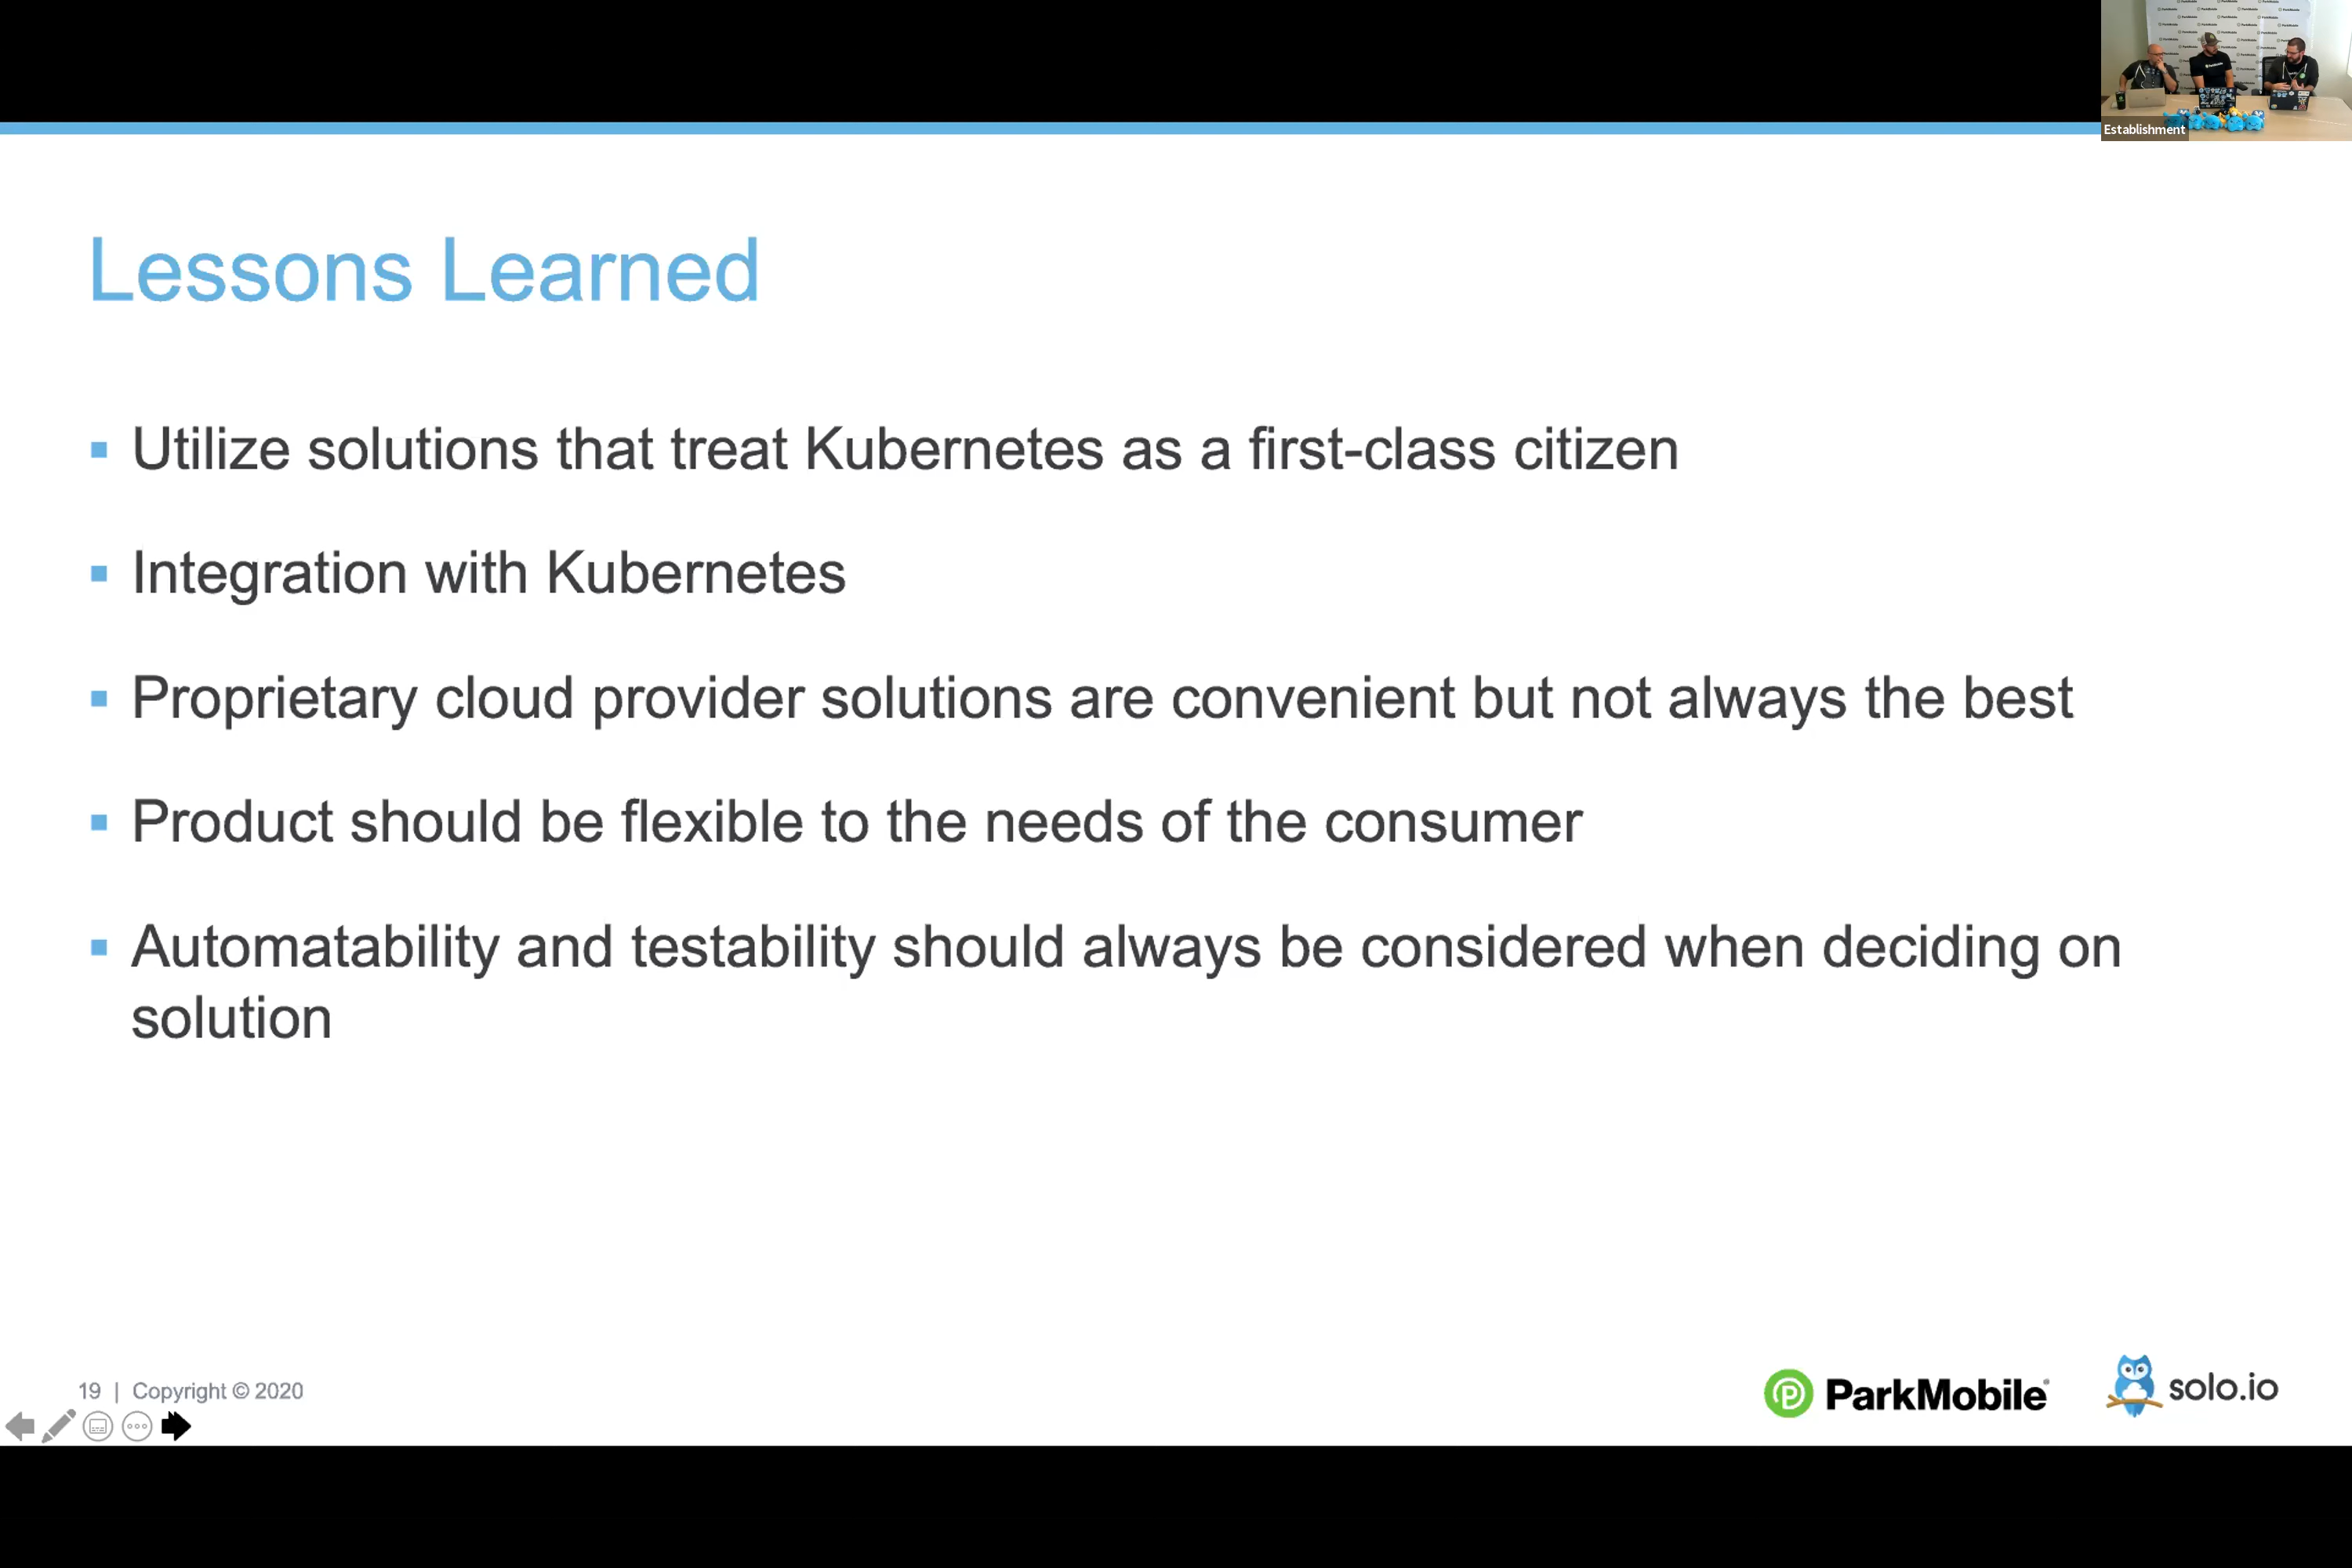 Establishment
Lessons Learned
▪ Utilize solutions that treat Kubernetes as a first-class citizen
▪ Integration with Kubernetes
▪ Proprietary cloud provider solutions are convenient but not always the best
▪ Product should be flexible to the needs of the consumer
▪ Automatability and testability should always be considered when deciding on
solution
19 | Copyright © 2020
ParkMobile
solo.io